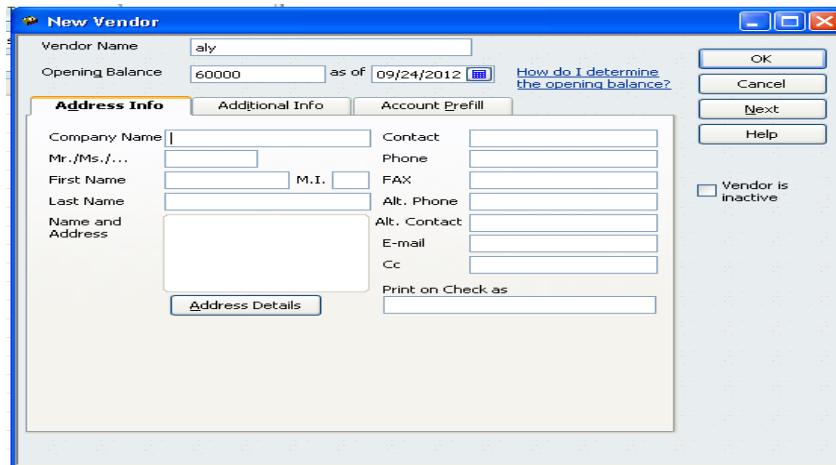 New Vendor
Vendor Name aly
Opening Balance 60000 as of 09/24/2012 How do I determine
the opening balance?
OK
Cancel
Next
Help
Vendor is
inactive
Address Info Additional Info Account Prefill
Company Name Contact
Mr./Ms./... Phone
First Name M.I. FAX
Last Name Alt. Phone
Name and
Address
Alt. Contact
E-mail
Cc
Print on Check as
Address Details